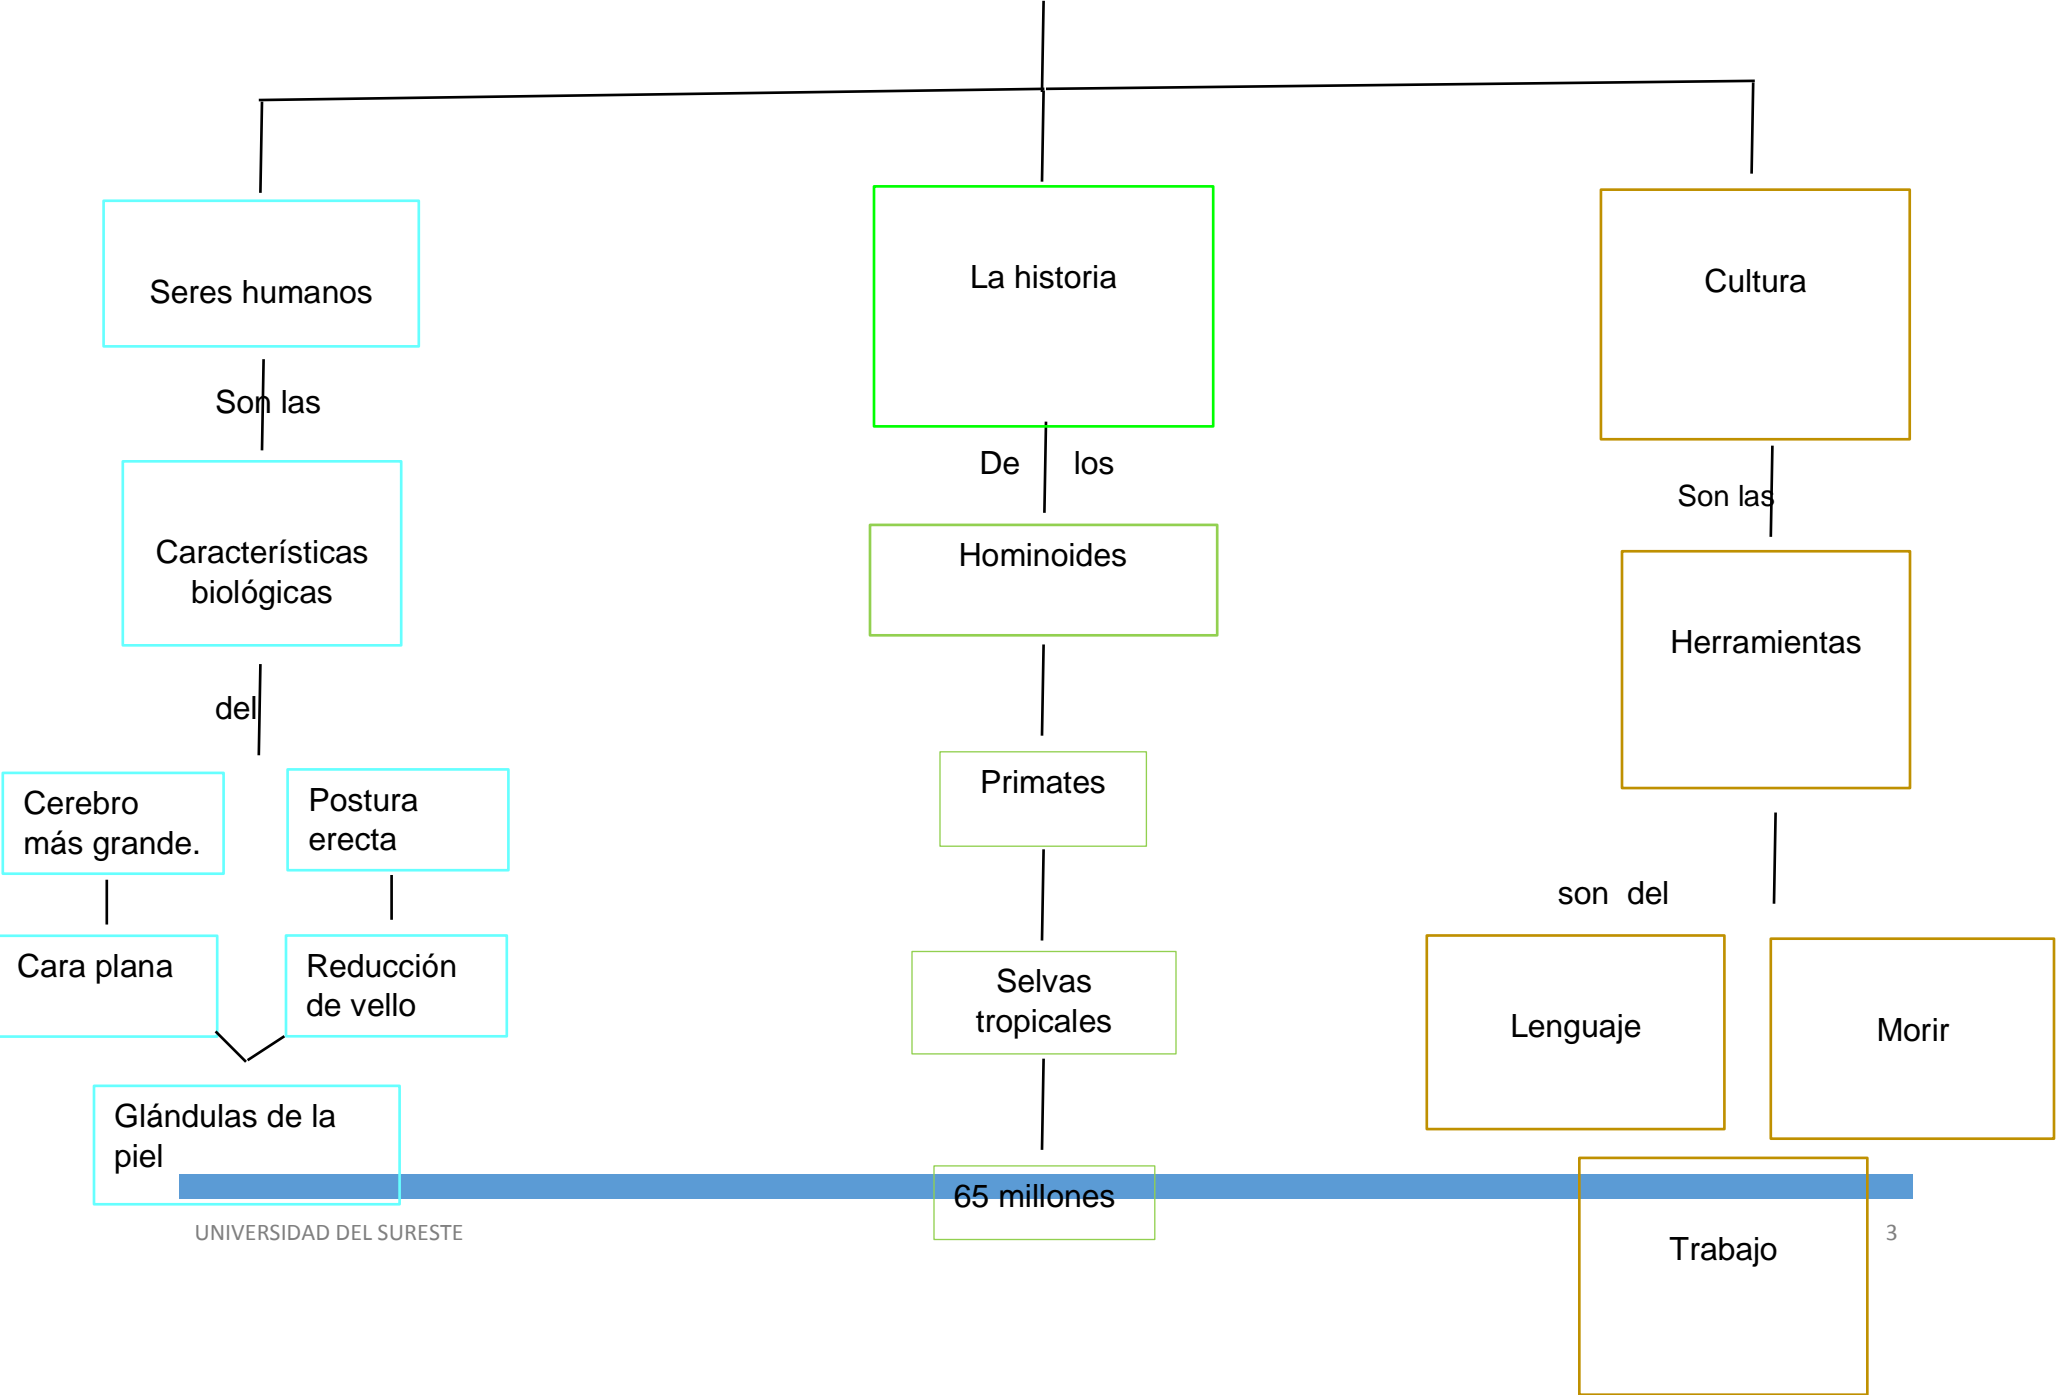 Seres humanos
La historia
Cultura
Son las
De los
Son las
Características
biológicas
Hominoides
Herramientas
del
Cerebro
más grande.
Postura
erecta
Primates
son del
Cara plana
Reducción
de vello
Selvas
tropicales
Lenguaje
Morir
Glándulas de la
piel
65 millones
Trabajo
UNIVERSIDAD DEL SURESTE
3